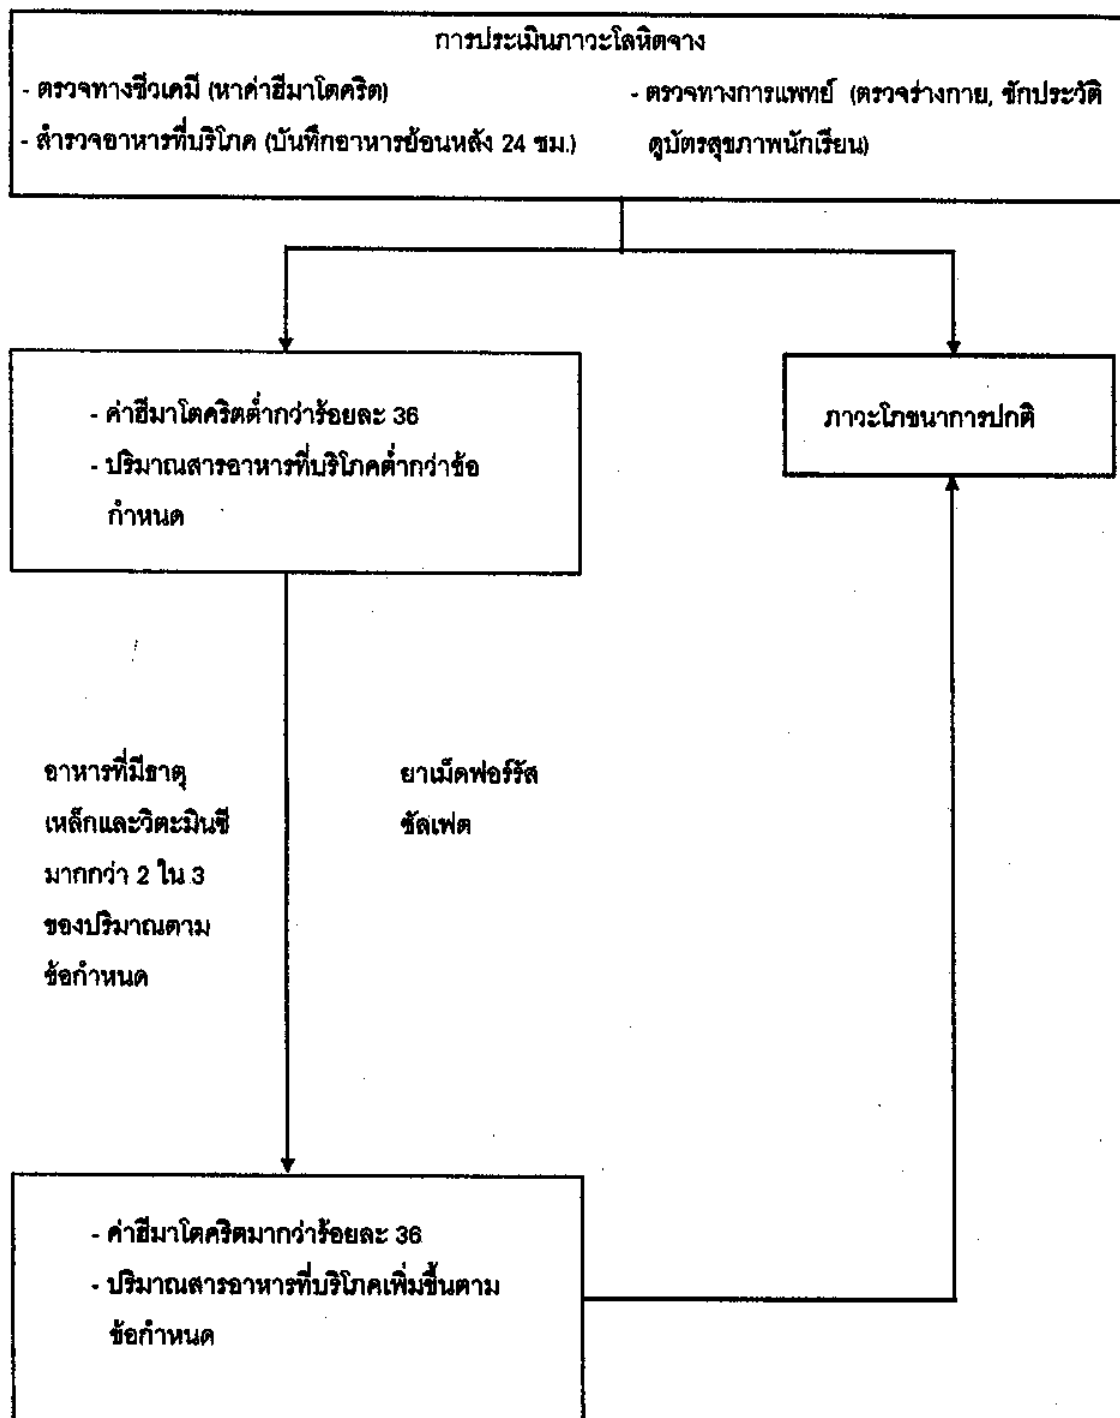 การประเมินภาวะโลหิตจาง
- ตรวจทางชีวเคมี (หาค่าฮีมาโตคริต)
- สำรวจอาหารที่บริโภค (บันทึกอาหารย้อนหลัง 24 ชม.)
- ตรวจทางการแพทย์ (ตรวจร่างกาย, ซักประวัติ
ดูบัตรสุขภาพนักเรียน)
- ค่าฮีมาโตคริตต่ำกว่าร้อยละ 36
- ปริมาณสารอาหารที่บริโภคต่ำกว่าข้อ
กำหนด
ภาวะโภชนาการปกติ
อาหารที่มีธาตุ
เหล็กและวิตะมินซี
มากกว่า 2 ใน 3
ของปริมาณตาม
ข้อกำหนด
ยาเม็ดฟอร์รัส
ซัลเฟต
- ค่าฮีมาโตคริตมากว่าร้อยละ 36
- ปริมาณสารอาหารที่บริโภคเพิ่มขึ้นตาม
ข้อกำหนด